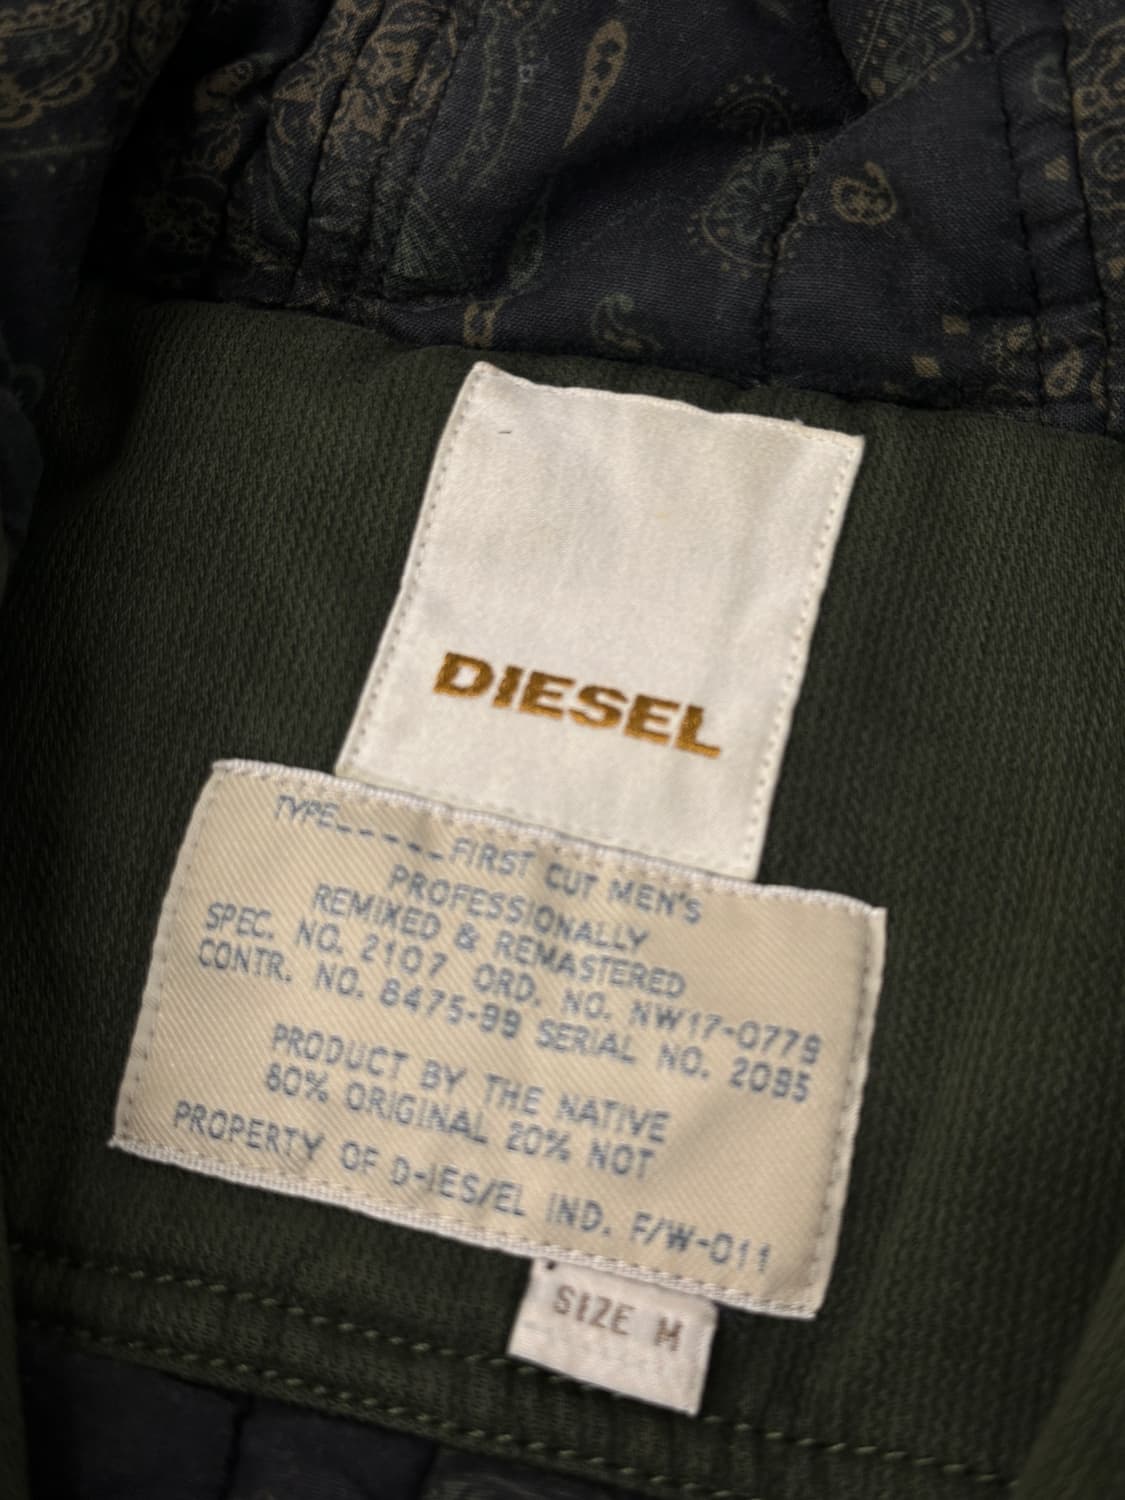 DIESEL
TYPE_ _ _ _ _FIRST CUT MEN's
PROFESSIONALLY
REMIXED & REMASTERED
SPEC. NO. 2107 ORD. NO. NW17-0779
CONTR. NO. 8475-99 SERIAL NO. 2095
PRODUCT BY THE NATIVE
80% ORIGINAL 20% NOT
PROPERTY OF D-IES/EL IND. F/W-011
SIZE M